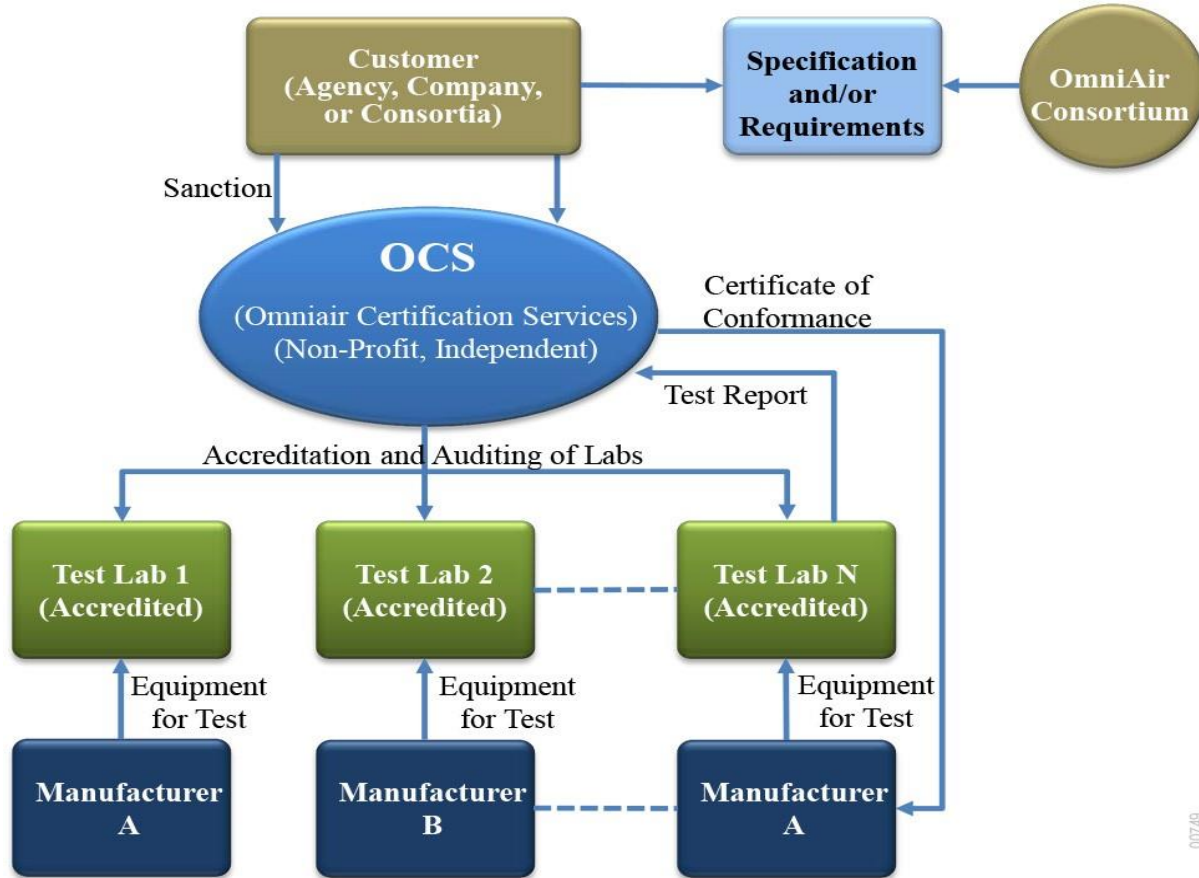 Customer
(Agency, Company,
or Consortia)
Specification
and/or
Requirements
OmniAir
Consortium
Sanction
OCS
(Omniair Certification Services)
(Non-Profit, Independent)
Certificate of
Conformance
Test Report
Accreditation and Auditing of Labs
Test Lab 1
(Accredited)
Test Lab 2
(Accredited)
Test Lab N
(Accredited)
Equipment
for Test
Equipment
for Test
Equipment
for Test
Manufacturer
A
Manufacturer
B
Manufacturer
A
00749